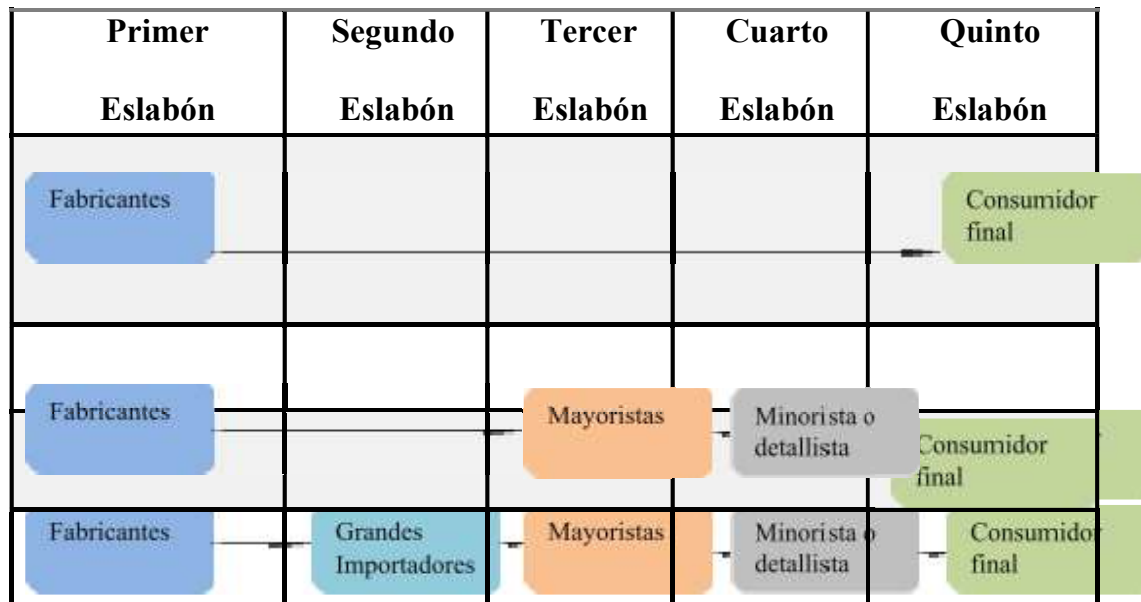 Primer Segundo Tercer Cuarto Quinto
Eslabón Eslabón Eslabón Eslabón Eslabón
Fabricantes
Consumidor
final
Fabricantes
Mayoristas
Minorista o
detallista
Consumidor
final
Fabricantes
Grandes
Importadores
Mayoristas
Minorista o
detallista
Consumidor
final